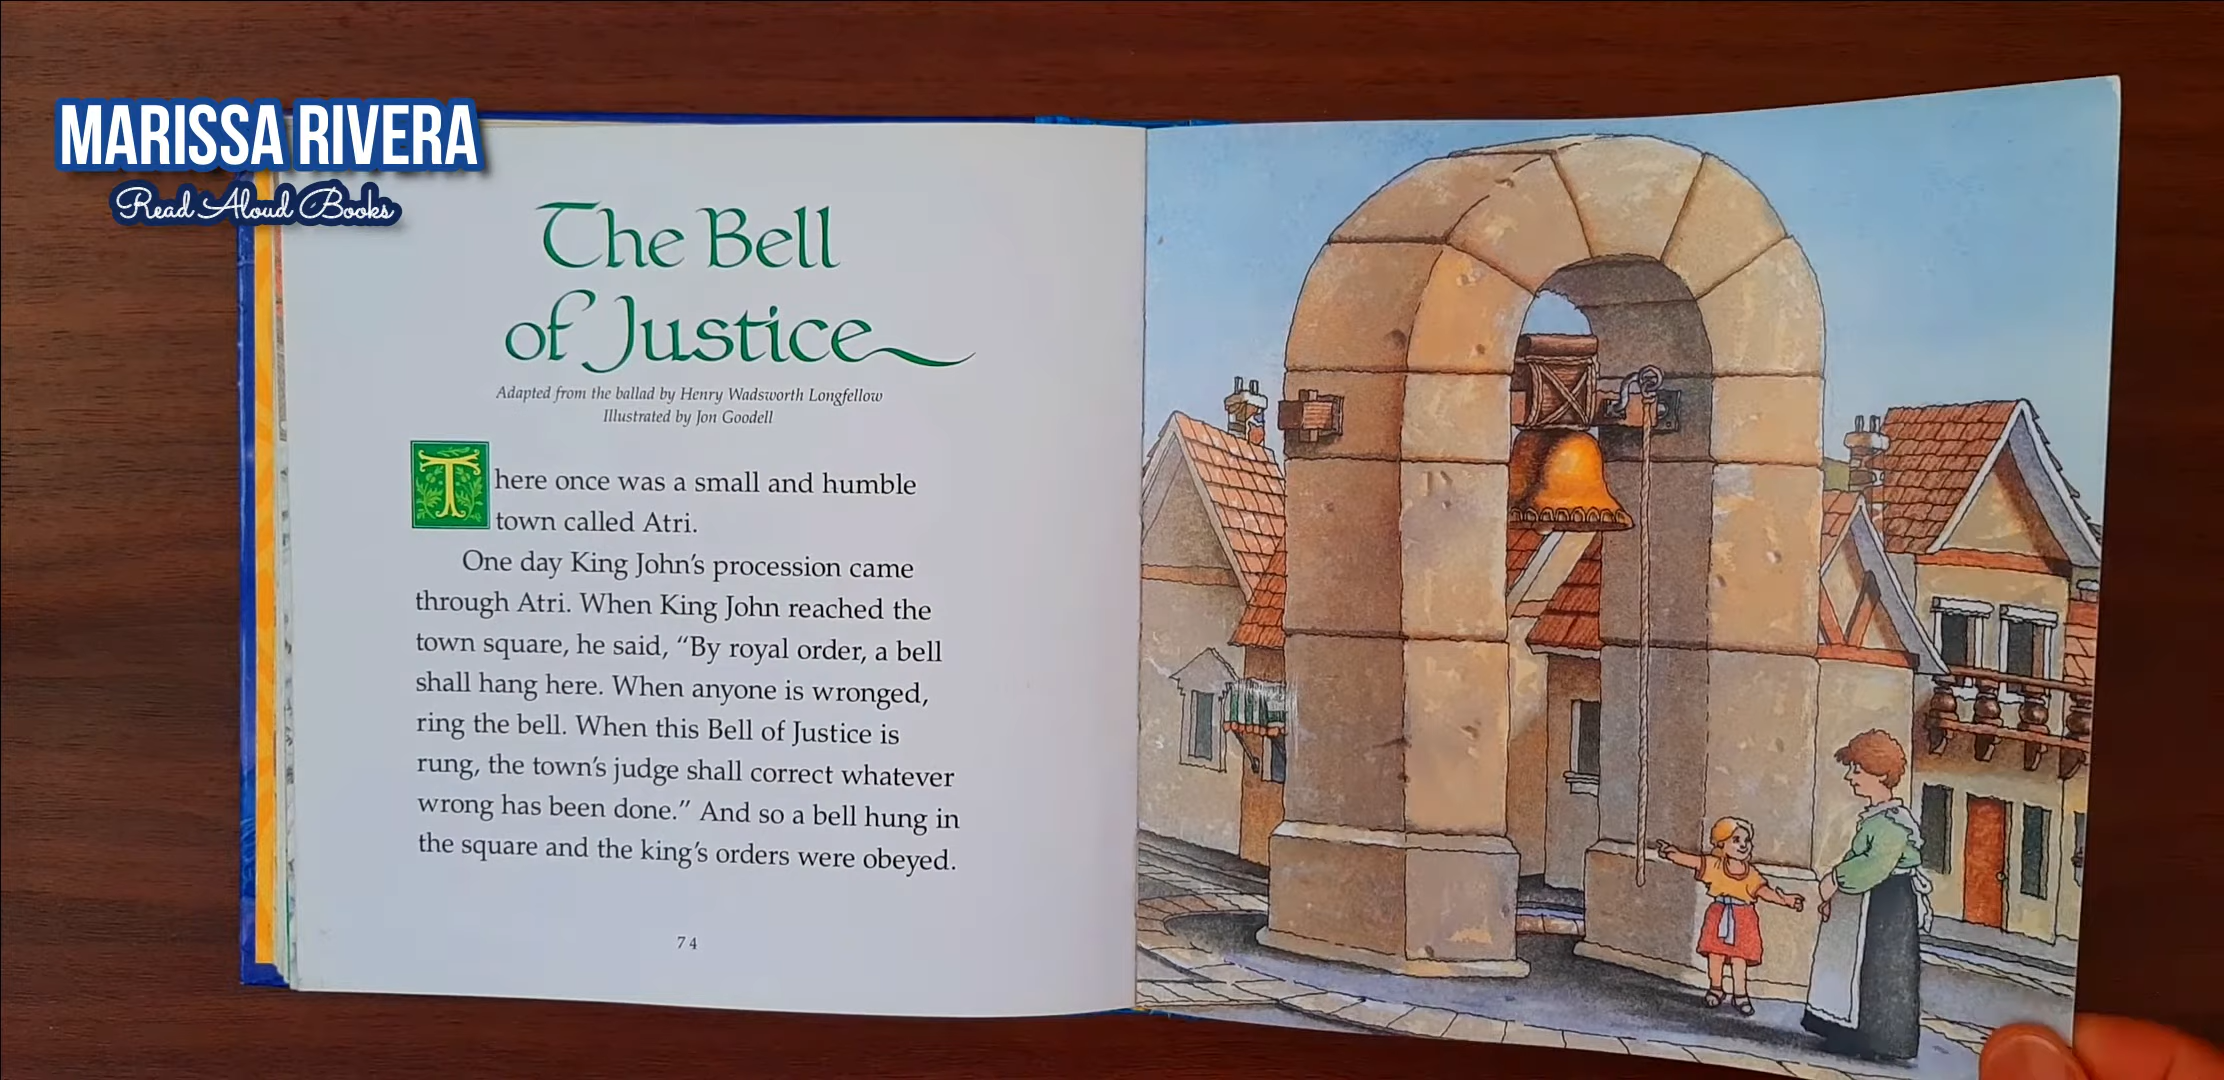 MARISSA RIVERA
Read Aloud Books
The Bell
of Justice
Adapted from the ballad by Henry Wadsworth Longfellow
Illustrated by Jon Goodell
There once was a small and humble
town called Atri.
One day King John’s procession came
through Atri. When King John reached the
town square, he said, “By royal order, a bell
shall hang here. When anyone is wronged,
ring the bell. When this Bell of Justice is
rung, the town’s judge shall correct whatever
wrong has been done.” And so a bell hung in
the square and the king’s orders were obeyed.
74